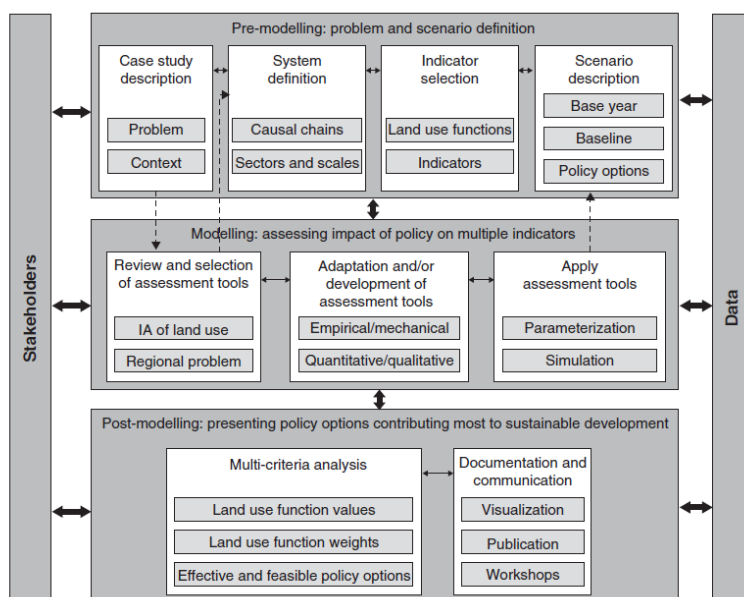 Pre-modelling: problem and scenario definition
Case study
description
Problem
Context
System
definition
Causal chains
Sectors and scales
Indicator
selection
Land use functions
Indicators
Scenario
description
Base year
Baseline
Policy options
Stakeholders
Data
Modelling: assessing impact of policy on multiple indicators
Review and selection
of assessment tools
IA of land use
Regional problem
Adaptation and/or
development of
assessment tools
Empirical/mechanical
Quantitative/qualitative
Apply
assessment tools
Parameterization
Simulation
Post-modelling: presenting policy options contributing most to sustainable development
Multi-criteria analysis
Land use function values
Land use function weights
Effective and feasible policy options
Documentation and
communication
Visualization
Publication
Workshops